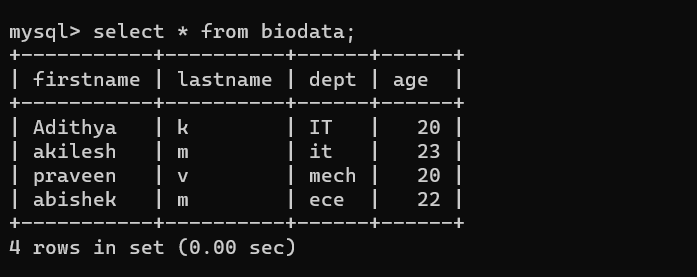 mysql> select * from biodata;
+-----------+----------+------+------+
| firstname | lastname | dept | age  |
+-----------+----------+------+------+
| Adithya   | k        | IT   |   20 |
| akilesh   | m        | it   |   23 |
| praveen   | v        | mech |   20 |
| abishek   | m        | ece  |   22 |
+-----------+----------+------+------+
4 rows in set (0.00 sec)